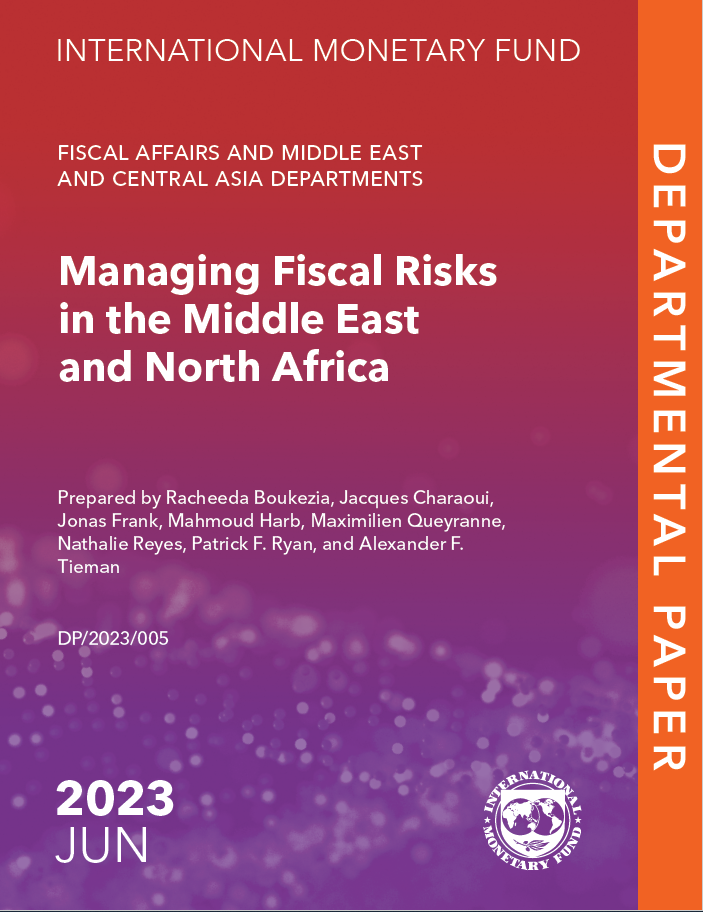 INTERNATIONAL MONETARY FUND
FISCAL AFFAIRS AND MIDDLE EAST
AND CENTRAL ASIA DEPARTMENTS
Managing Fiscal Risks
in the Middle East
and North Africa
Prepared by Racheeda Boukezia, Jacques Charaoui,
Jonas Frank, Mahmoud Harb, Maximilien Queyranne,
Nathalie Reyes, Patrick F. Ryan, and Alexander F.
Tieman
DP/2023/005
2023
JUN
INTERNATIONAL
MONETARY FUND
DEPARTMENTAL PAPER